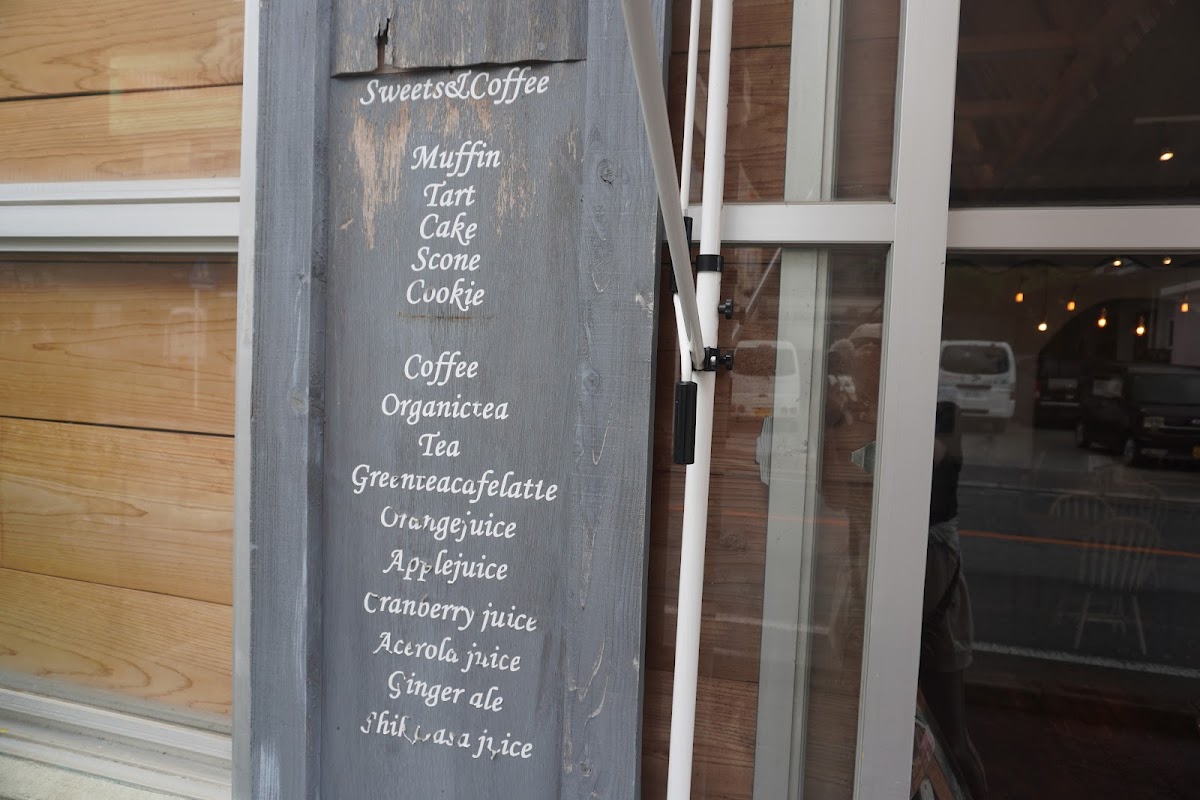 Sweets&Coffee
Muffin
Tart
Cake
Scone
Cookie
Coffee
Organictea
Tea
Greenteacafelatte
Orangejuice
Applejuice
Cranberry juice
Acerola juice
Ginger ale
Shikuwasa juice